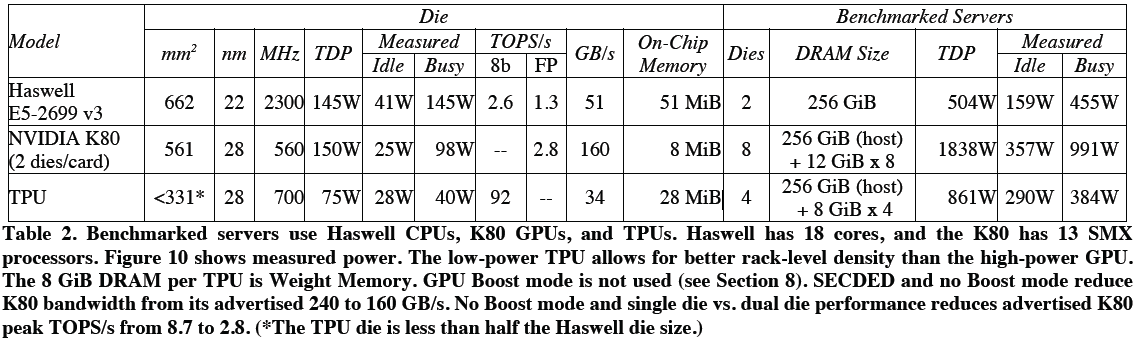 Model Die Benchmarked Servers
mm² nm MHz TDP Measured TOPS/s GB/s On-Chip Memory Dies DRAM Size TDP Measured
Idle Busy 8b FP Idle Busy
Haswell
E5-2699 v3 662 22 2300 145W 41W 145W 2.6 1.3 51 51 MiB 2 256 GiB 504W 159W 455W
NVIDIA K80
(2 dies/card) 561 28 560 150W 25W 98W -- 2.8 160 8 MiB 8 256 GiB (host)
+ 12 GiB x 8 1838W 357W 991W
TPU <331* 28 700 75W 28W 40W 92 -- 34 28 MiB 4 256 GiB (host)
+ 8 GiB x 4 861W 290W 384W
Table 2. Benchmarked servers use Haswell CPUs, K80 GPUs, and TPUs. Haswell has 18 cores, and the K80 has 13 SMX
processors. Figure 10 shows measured power. The low-power TPU allows for better rack-level density than the high-power GPU.
The 8 GiB DRAM per TPU is Weight Memory. GPU Boost mode is not used (see Section 8). SECDED and no Boost mode reduce
K80 bandwidth from its advertised 240 to 160 GB/s. No Boost mode and single die vs. dual die performance reduces advertised K80
peak TOPS/s from 8.7 to 2.8. (*The TPU die is less than half the Haswell die size.)